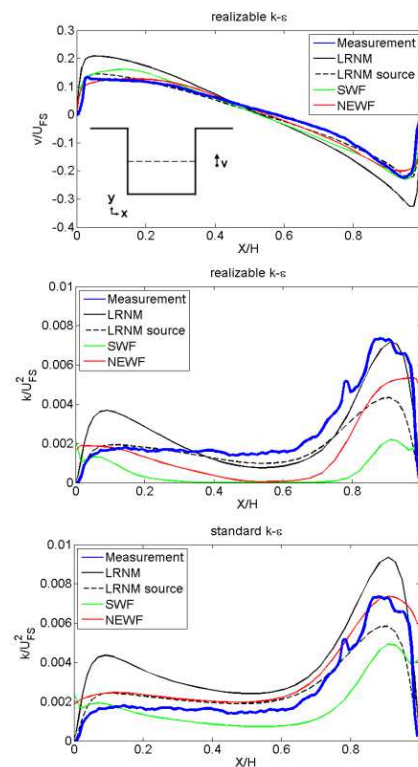 realizable k-ε
0.3
0.2
0.1
0
-0.1
-0.2
-0.3
-0.4
v/U_FS
Measurement
LRNM
LRNM source
SWF
NEWF
v
y
x
0 0.2 0.4 0.6 0.8
X/H
realizable k-ε
0.01
0.008
0.006
0.004
0.002
0
k/U²_FS
Measurement
LRNM
LRNM source
SWF
NEWF
0 0.2 0.4 0.6 0.8
X/H
standard k-ε
0.01
0.008
0.006
0.004
0.002
0
k/U²_FS
Measurement
LRNM
LRNM source
SWF
NEWF
0 0.2 0.4 0.6 0.8
X/H